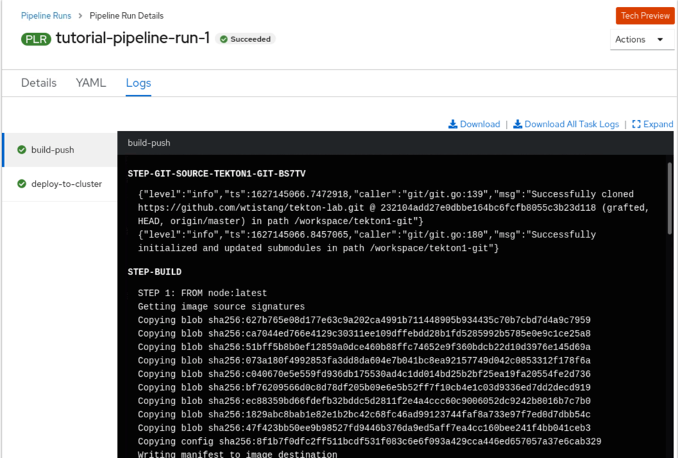 Pipeline Runs > Pipeline Run Details
Tech Preview
PLR tutorial-pipeline-run-1 Succeeded
Actions
Details YAML Logs
Download | Download All Task Logs | Expand
build-push
deploy-to-cluster
build-push
STEP-GIT-SOURCE-TEKTON1-GIT-BS7TV
{"level":"info","ts":1627145066.7472918,"caller":"git/git.go:139","msg":"Successfully cloned
https://github.com/wtistang/tekton-lab.git @ 232104add27e0dbbe164bc6fcfb8055c3b23d118 (grafted,
HEAD, origin/master) in path /workspace/tekton1-git"}
{"level":"info","ts":1627145066.8457065,"caller":"git/git.go:180","msg":"Successfully
initialized and updated submodules in path /workspace/tekton1-git"}
STEP-BUILD
STEP 1: FROM node:latest
Getting image source signatures
Copying blob sha256:627b765e08d177e63c9a202ca4991b711448905b934435c70b7cbd7d4a9c7959
Copying blob sha256:ca7044ed766e4129c30311ee109dffebdd28b1fd5285992b5785e0e9c1ce25a8
Copying blob sha256:51bff5b8b0ef12859a0dce460b88ffc74652e9f360bdcb22d10d3976e145d69a
Copying blob sha256:073a180f4992853fa3dd8da604e7b041bc8ea92157749d042c0853312f178f6a
Copying blob sha256:c040670e5e559fd936db175530ad4c1dd014bd25b2bf25ea19fa20554fe2d736
Copying blob sha256:bf76209566d0c8d78df205b09e6e5b52ff7f10cb4e1c03d9336ed7dd2decd919
Copying blob sha256:ec88359bd66fdefb32bddc5d2811f2e4a4ccc60c9006052dc9242b8016b7c7b0
Copying blob sha256:1829abc8bab1e82e1b2bc42c68fc46ad99123744faf8a733e97f7ed0d7dbb54c
Copying blob sha256:47f423bb50ee9b98527fd9446b376da9ed5aff7ea4cc160bee241f4bb041ceb3
Copying config sha256:8f1b7f0dfc2ff511bcdf531f083c6e6f093a429cca446ed657057a37e6cab329
Writing manifest to image destination